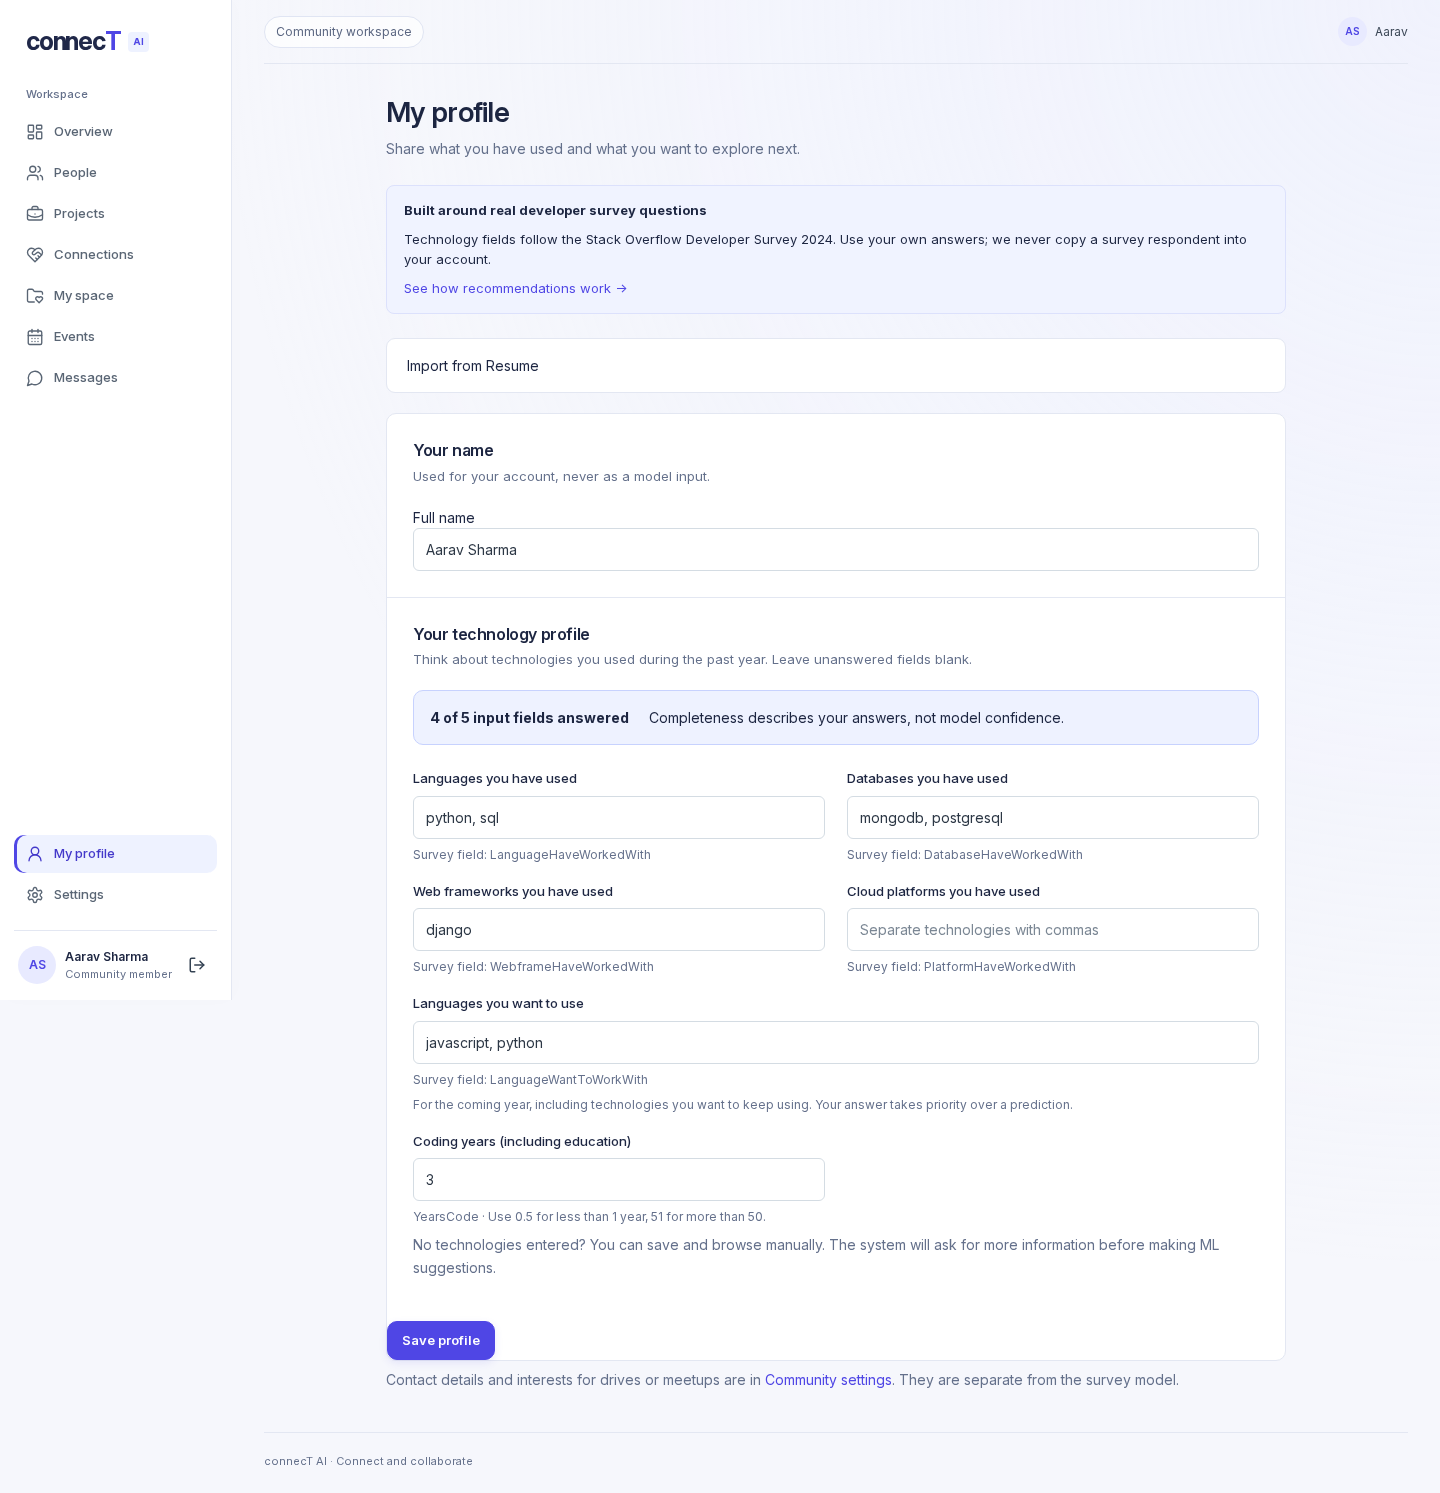 connecT AI
Workspace
Overview
People
Projects
Connections
My space
Events
Messages
My profile
Settings
AS
Aarav Sharma
Community member
Community workspace
AS
Aarav
My profile
Share what you have used and what you want to explore next.
Built around real developer survey questions
Technology fields follow the Stack Overflow Developer Survey 2024. Use your own answers; we never copy a survey respondent into
your account.
See how recommendations work →
Import from Resume
Your name
Used for your account, never as a model input.
Full name
Aarav Sharma
Your technology profile
Think about technologies you used during the past year. Leave unanswered fields blank.
4 of 5 input fields answered Completeness describes your answers, not model confidence.
Languages you have used
python, sql
Survey field: LanguageHaveWorkedWith
Databases you have used
mongodb, postgresql
Survey field: DatabaseHaveWorkedWith
Web frameworks you have used
django
Survey field: WebframeHaveWorkedWith
Cloud platforms you have used
Separate technologies with commas
Survey field: PlatformHaveWorkedWith
Languages you want to use
javascript, python
Survey field: LanguageWantToWorkWith
For the coming year, including technologies you want to keep using. Your answer takes priority over a prediction.
Coding years (including education)
3
YearsCode · Use 0.5 for less than 1 year, 51 for more than 50.
No technologies entered? You can save and browse manually. The system will ask for more information before making ML
suggestions.
Save profile
Contact details and interests for drives or meetups are in Community settings. They are separate from the survey model.
connecT AI · Connect and collaborate